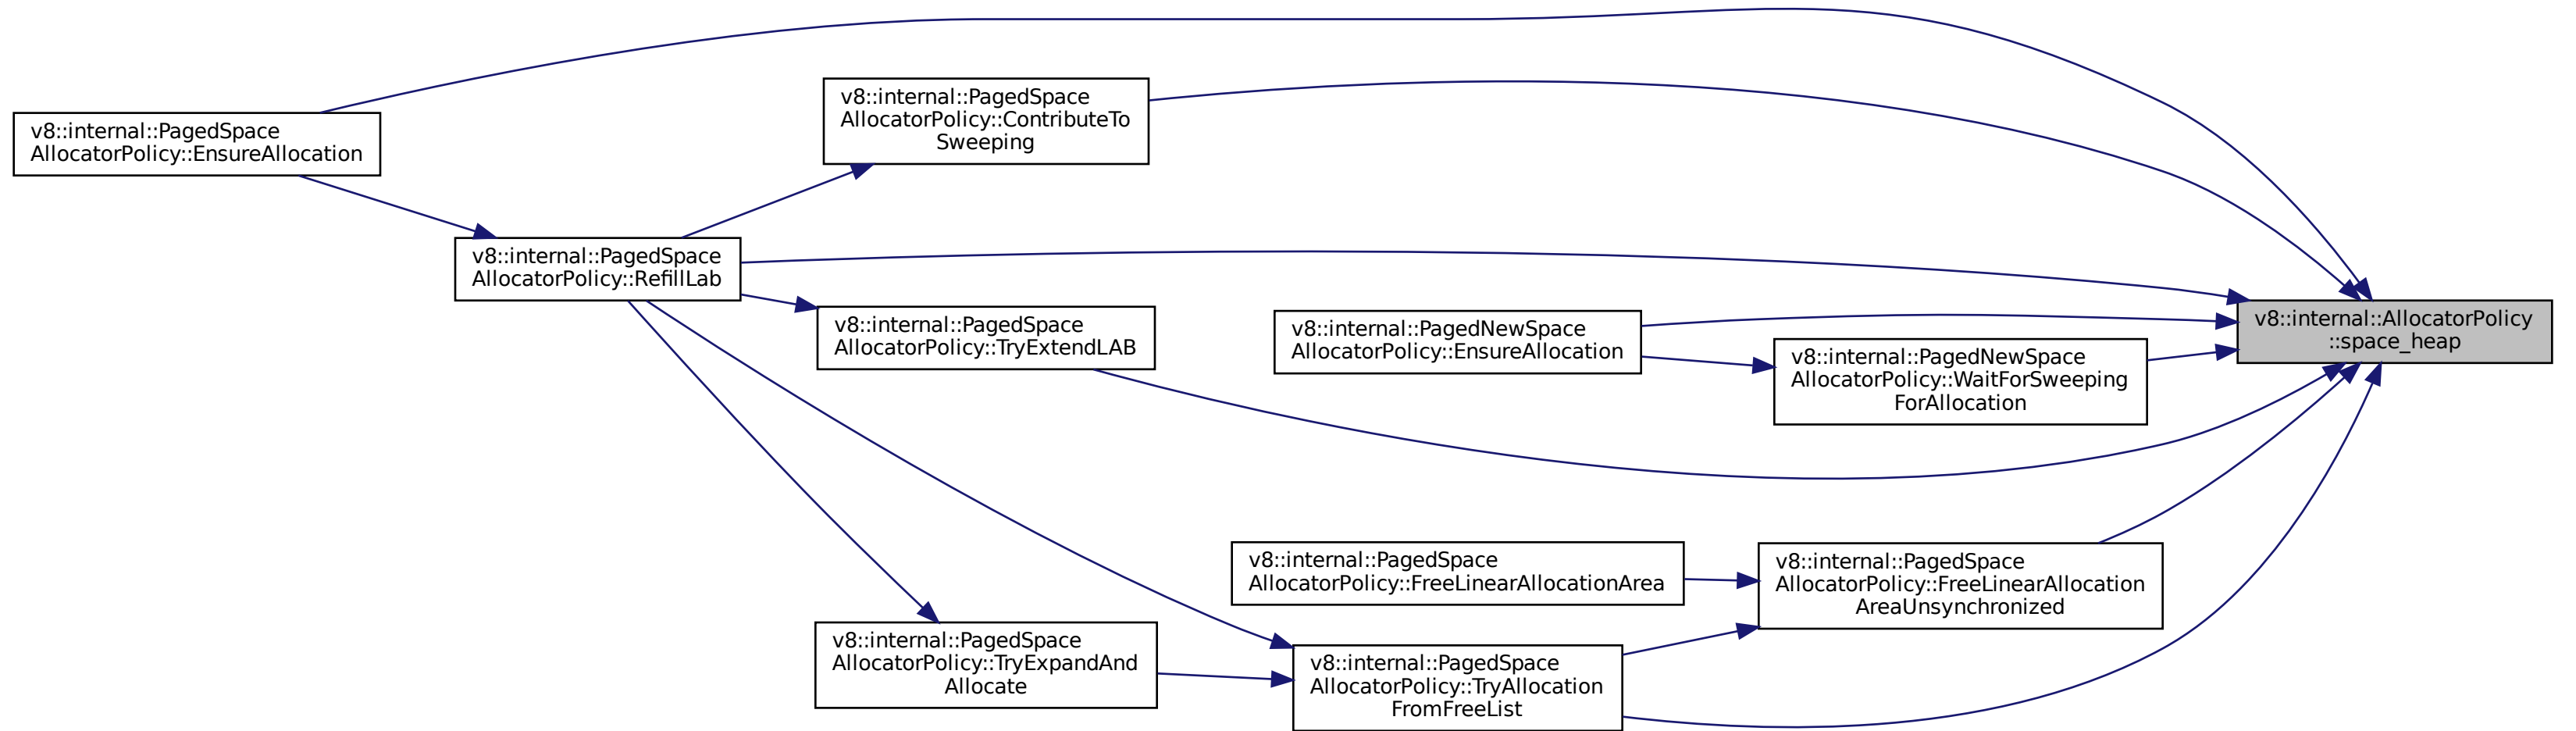 v8::internal::PagedSpace
AllocatorPolicy::EnsureAllocation
v8::internal::PagedSpace
AllocatorPolicy::ContributeTo
Sweeping
v8::internal::PagedSpace
AllocatorPolicy::RefillLab
v8::internal::PagedSpace
AllocatorPolicy::TryExtendLAB
v8::internal::PagedNewSpace
AllocatorPolicy::EnsureAllocation
v8::internal::PagedNewSpace
AllocatorPolicy::WaitForSweeping
ForAllocation
v8::internal::AllocatorPolicy
::space_heap
v8::internal::PagedSpace
AllocatorPolicy::FreeLinearAllocationArea
v8::internal::PagedSpace
AllocatorPolicy::FreeLinearAllocation
AreaUnsynchronized
v8::internal::PagedSpace
AllocatorPolicy::TryExpandAnd
Allocate
v8::internal::PagedSpace
AllocatorPolicy::TryAllocation
FromFreeList